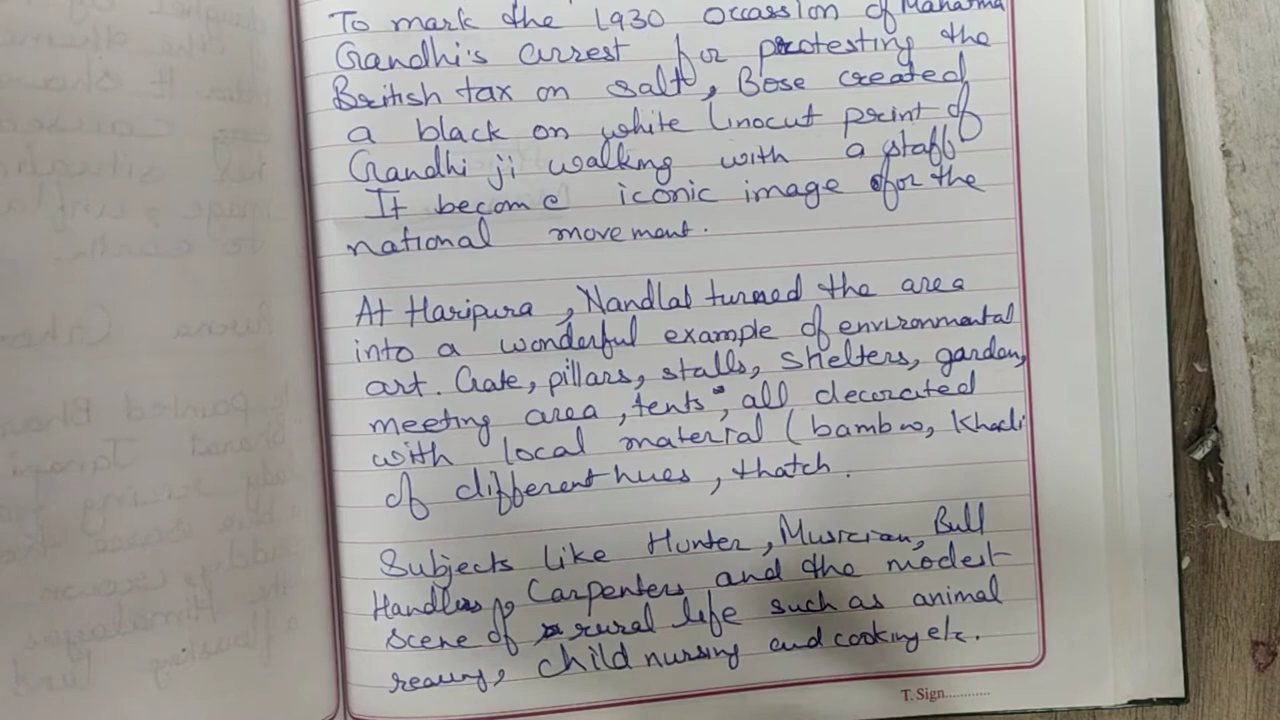 To mark the 1930 occassion of Mahatma
Gandhi's arrest for protesting the
British tax on salt, Bose created
a black on white linocut print of
Gandhi ji walking with a staff
It become iconic image for the
national movement.
At Haripura, Nandlal turned the area
into a wonderful example of environmental
art. Gate, pillars, stalls, shelters, garden,
meeting area, tents, all decorated
with local material (bamboo, Khadi
of different hues, thatch.
Subjects like Hunter, Musician, Bull
Handlers, Carpenters and the modest
scene of rural life such as animal
rearing, child nursing and cooking etc.
T. Sign............